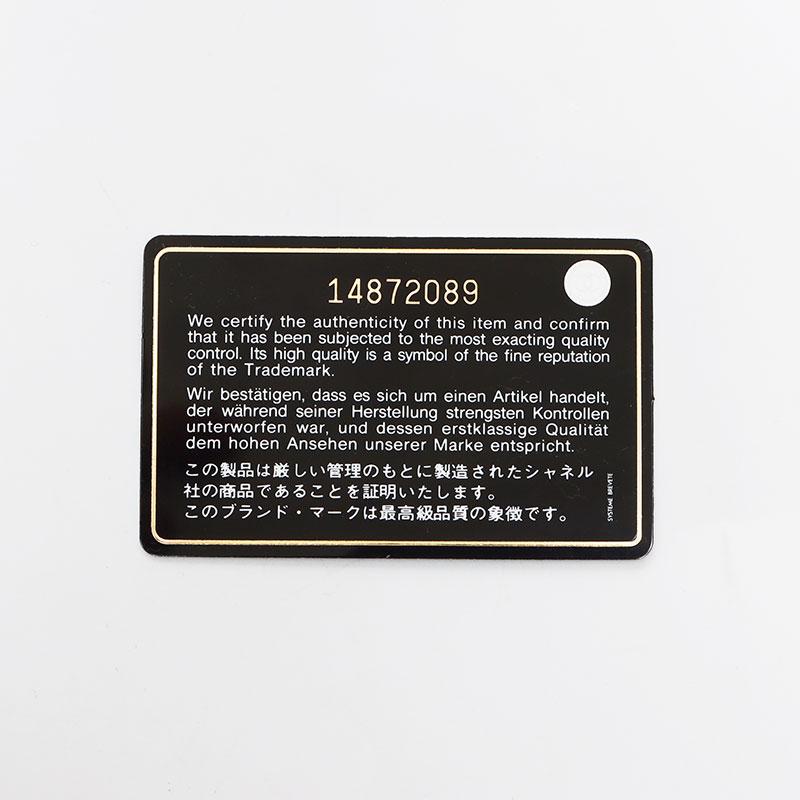 14872089
We certify the authenticity of this item and confirm
that it has been subjected to the most exacting quality
control. Its high quality is a symbol of the fine reputation
of the Trademark.
Wir bestätigen, dass es sich um einen Artikel handelt,
der während seiner Herstellung strengsten Kontrollen
unterworfen war, und dessen erstklassige Qualität
dem hohen Ansehen unserer Marke entspricht.
この製品は厳しい管理のもとに製造されたシャネル
社の商品であることを証明いたします。
このブランド・マークは最高級品質の象徴です。
SYSTEME BREVETE